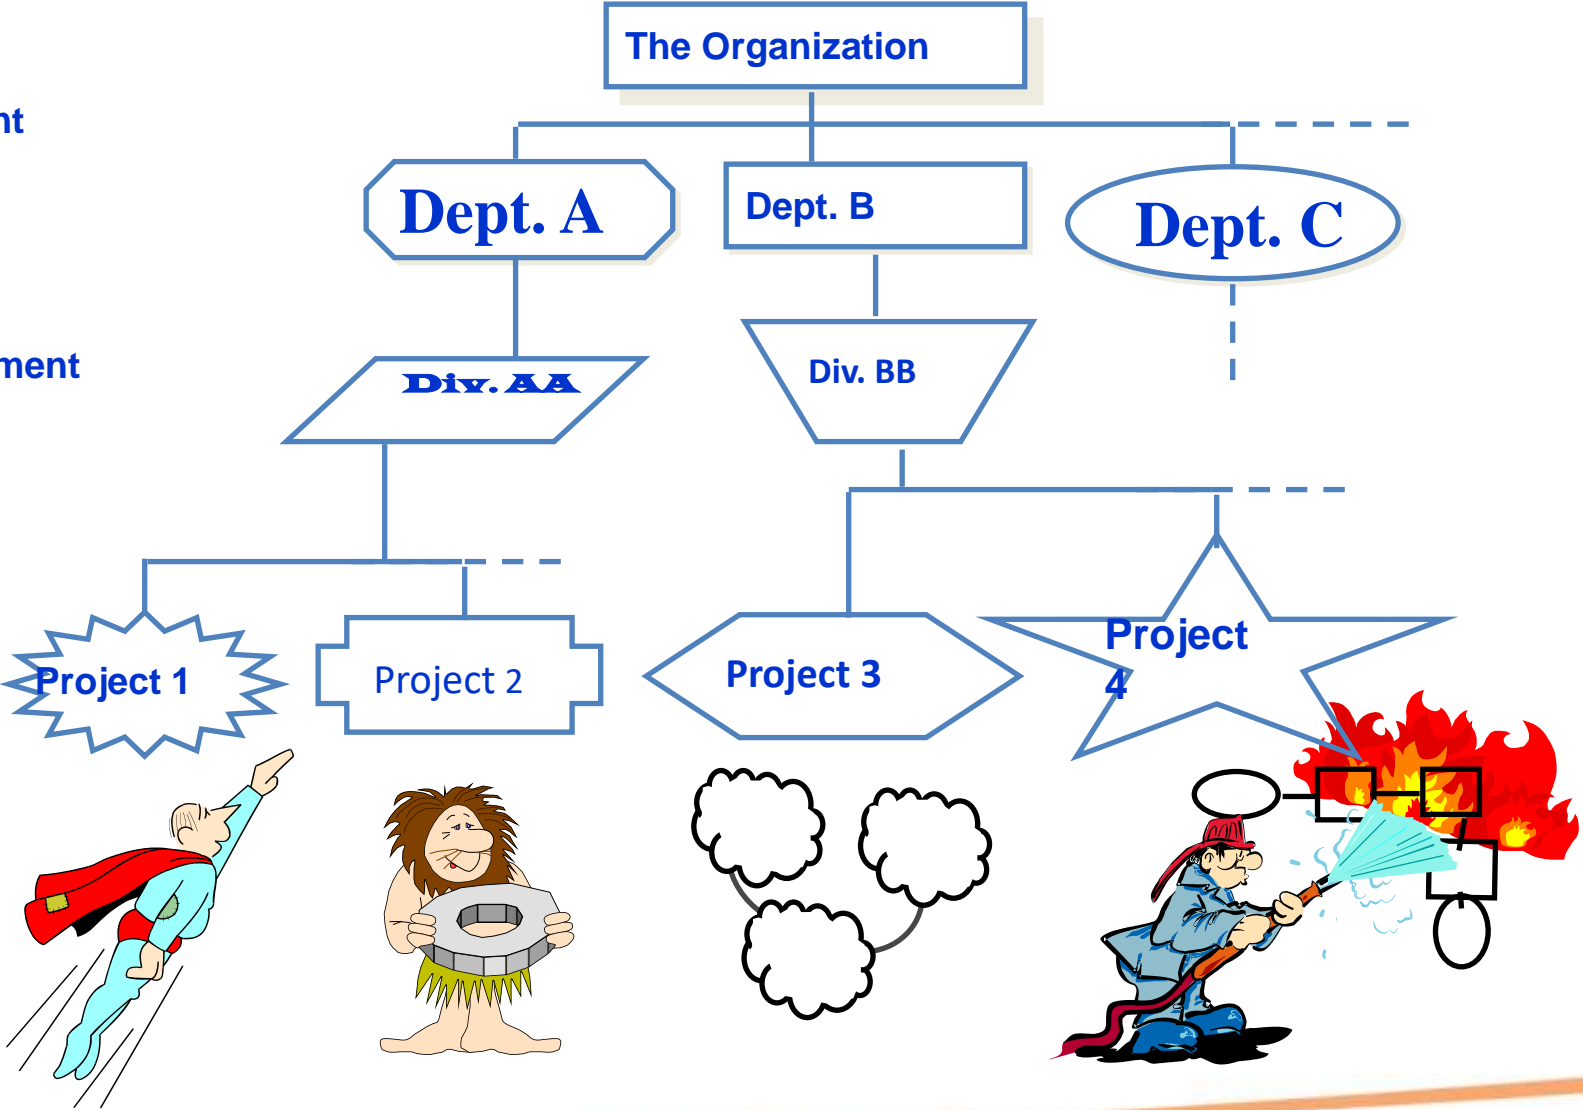 The Organization
nt
Dept. A
Dept. B
Dept. C
ment
Div. AA
Div. BB
Project 1
Project 2
Project 3
Project
4